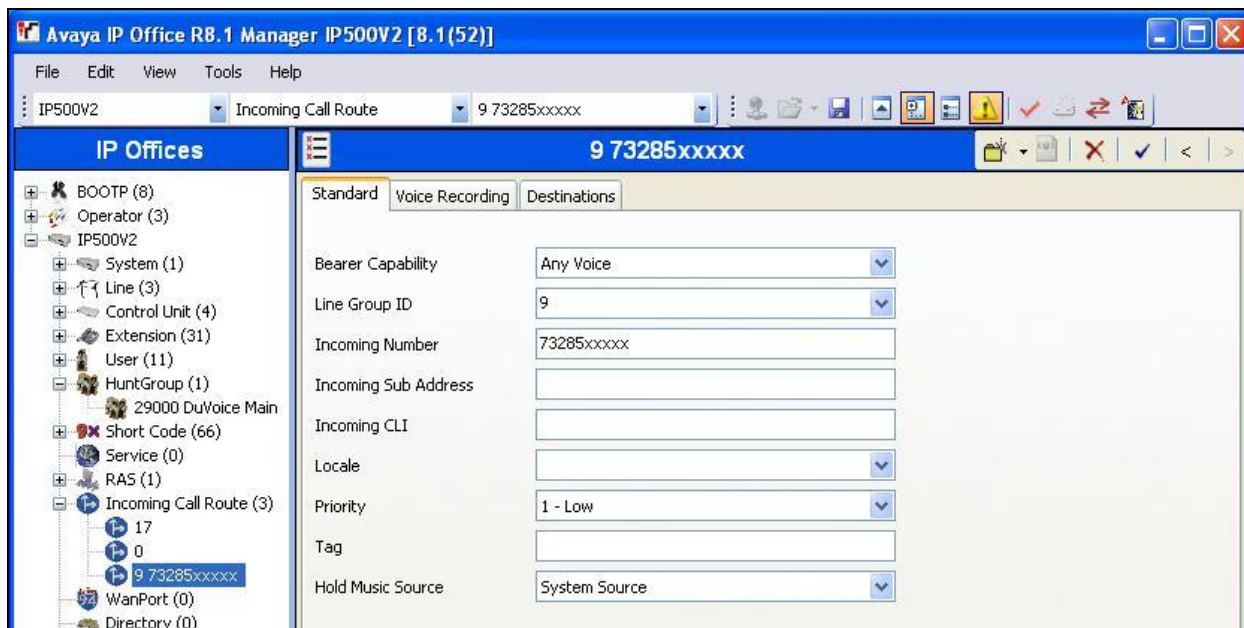 Avaya IP Office R8.1 Manager IP500V2 [8.1(52)]
File Edit View Tools Help
IP500V2 Incoming Call Route 9 73285xxxxx
IP Offices
9 73285xxxxx
BOOTP (8)
Operator (3)
IP500V2
System (1)
Line (3)
Control Unit (4)
Extension (31)
User (11)
HuntGroup (1)
29000 DuVoice Main
Short Code (66)
Service (0)
RAS (1)
Incoming Call Route (3)
17
0
9 73285xxxxx
WanPort (0)
Directory (0)
Standard Voice Recording Destinations
Bearer Capability Any Voice
Line Group ID 9
Incoming Number 73285xxxxx
Incoming Sub Address
Incoming CLI
Locale
Priority 1 - Low
Tag
Hold Music Source System Source